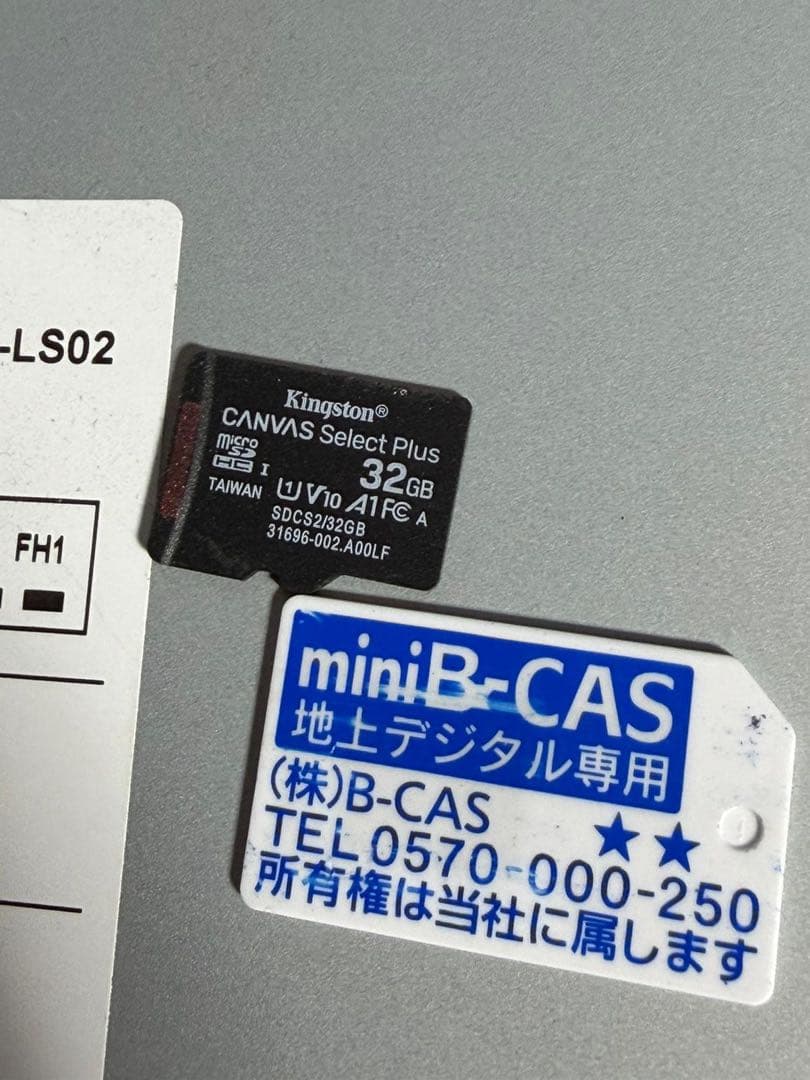 -LS02
FH1
Kingstonⓡ
CANVAS Select Plus
micro
SD
HC I
32GB
TAIWAN
U1 V10 A1 FC A
SDCS2/32GB
31696-002.A00LF
miniB-CAS
地上デジタル専用
(株)B-CAS ★★
TEL 0570-000-250
所有権は当社に属します